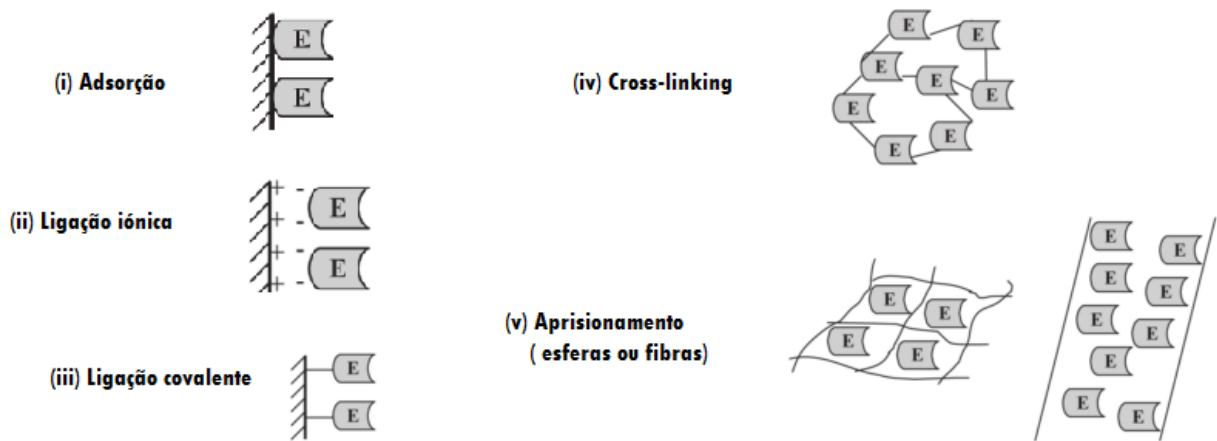 (i) Adsorção
E
E
(ii) Ligação iónica
+ -
E
+ -
+ -
E
+ -
(iii) Ligação covalente
E
E
(iv) Cross-linking
E
E
E
E
E
E
E
E
(v) Aprisionamento
( esferas ou fibras)
E
E
E
E
E
E
E
E
E
E
E
E
E